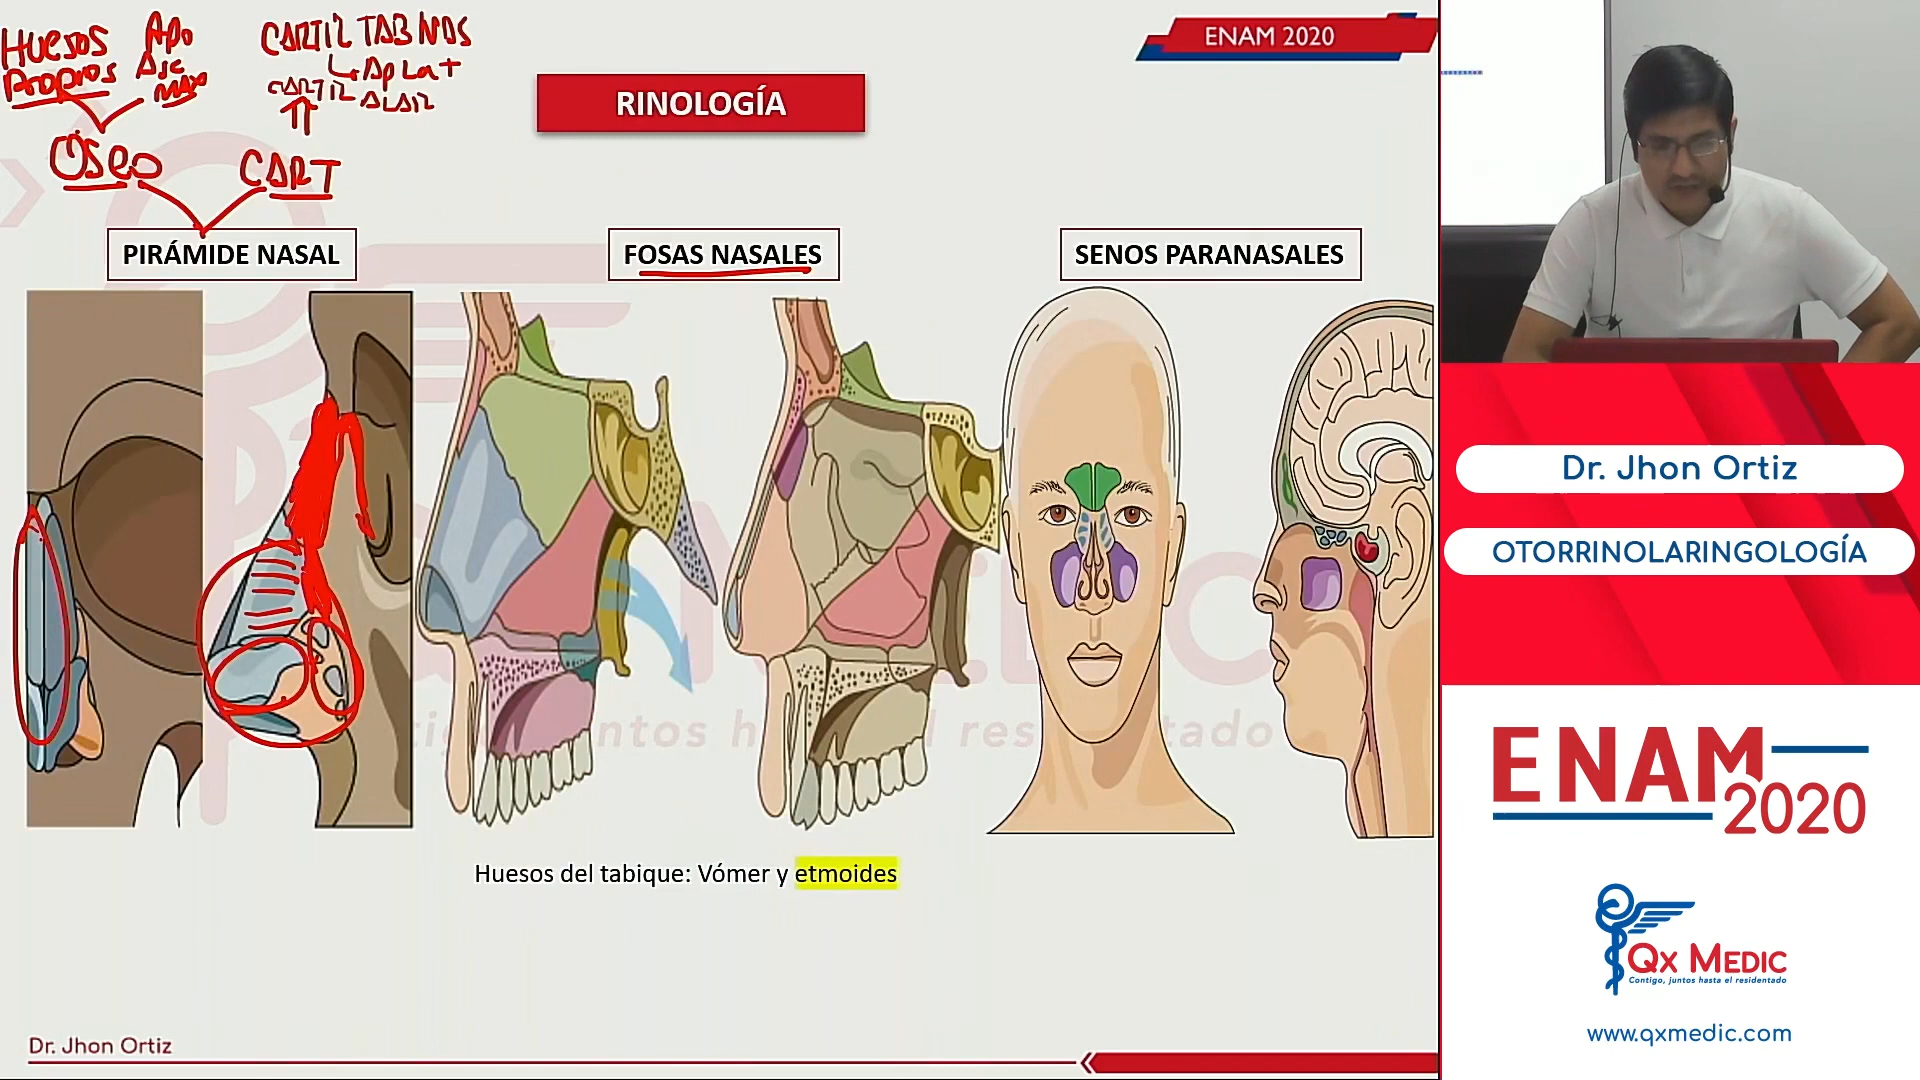 HUESOS
PROPIOS
Apo
Asc
MAX
ÓSEO
CARTIL TAB NAS
Ap Lat
CARTIL ALAR
CART
ENAM 2020
RINOLOGÍA
PIRÁMIDE NASAL
FOSAS NASALES
SENOS PARANASALES
Huesos del tabique: Vómer y etmoides
Dr. Jhon Ortiz
Dr. Jhon Ortiz
OTORRINOLARINGOLOGÍA
ENAM
2020
QX MEDIC
Contigo, juntos hasta el residentado
www.qxmedic.com